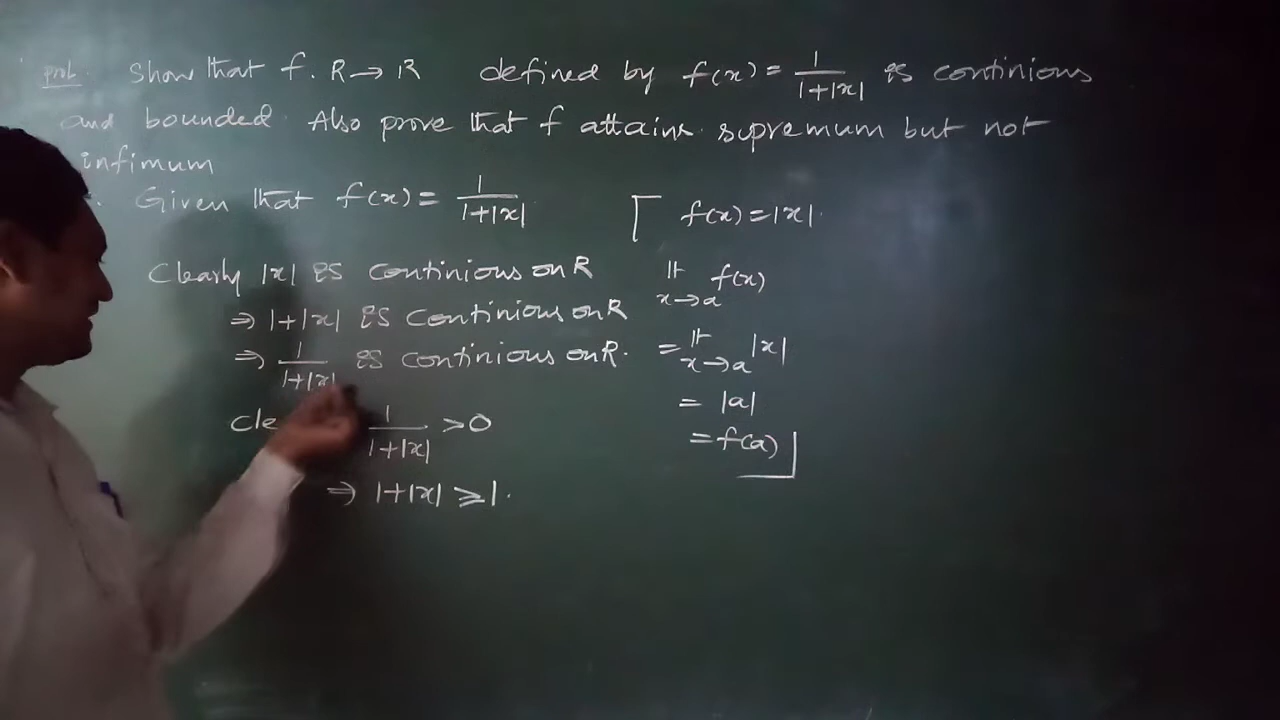 prob. Show that f. R→R defined by f(x) = 1/(1+|x|) is continious
and bounded. Also prove that f attains supremum but not
infimum
Given that f(x) = 1/(1+|x|)
Clearly |x| is continious on R
⇒ 1+|x| is continious on R
⇒ 1/(1+|x|) is continious on R.
Cle 1/(1+|x|) > 0
⇒ 1+|x| ≥ 1.
f(x) = |x|.
lt x→a f(x)
= lt x→a |x|
= |a|
= f(a)